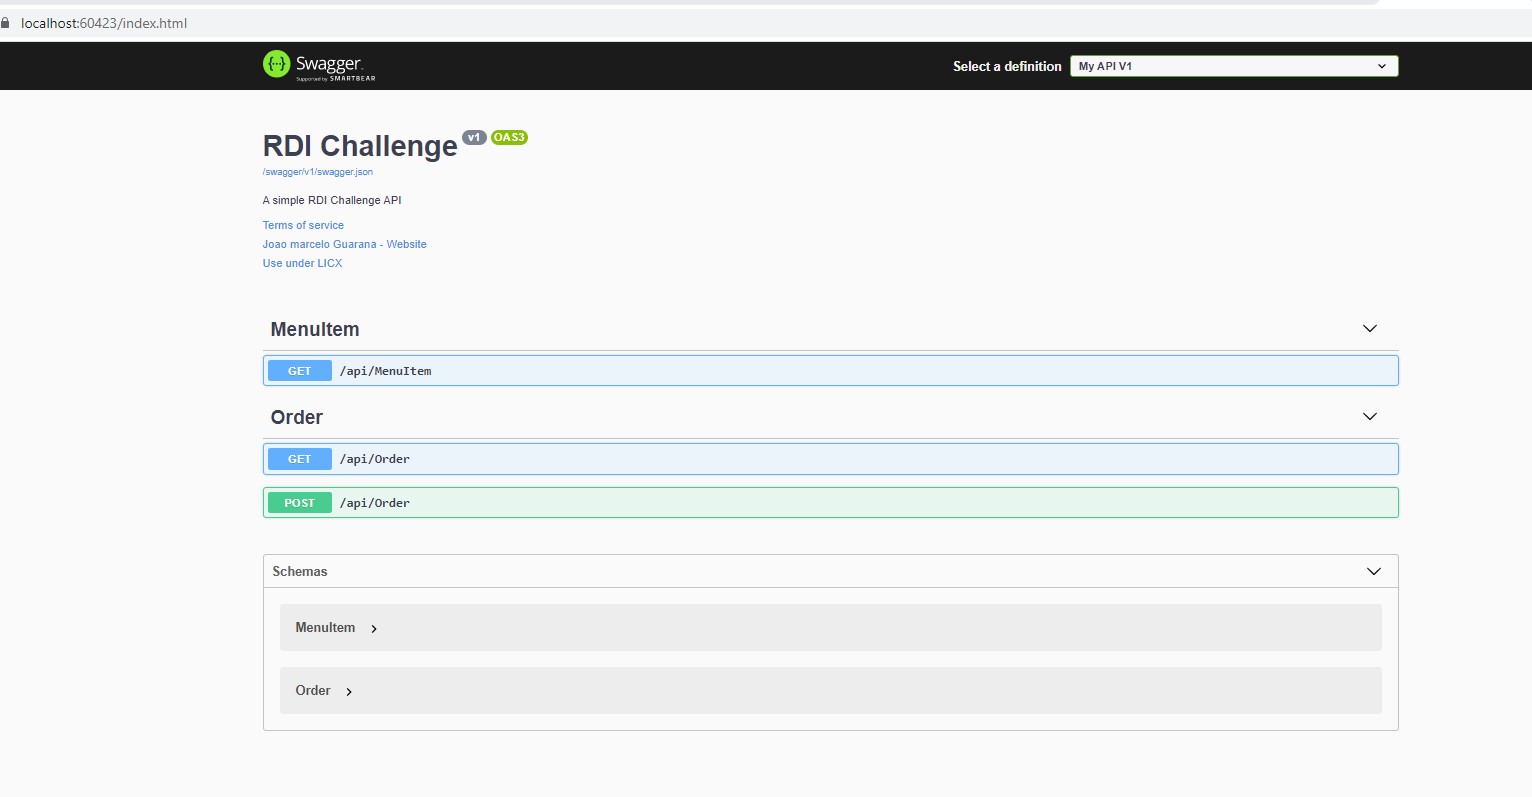 localhost:60423/index.html
{···} Swagger.
Supported by SMARTBEAR
Select a definition
My API V1
RDI Challenge v1 OAS3
/swagger/v1/swagger.json
A simple RDI Challenge API
Terms of service
Joao marcelo Guarana - Website
Use under LICX
MenuItem
GET /api/MenuItem
Order
GET /api/Order
POST /api/Order
Schemas
MenuItem
Order